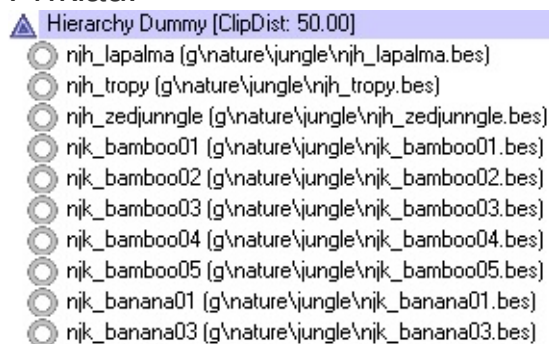 Hierarchy Dummy [ClipDist: 50.00]
njh_lapalma (g\nature\jungle\njh_lapalma.bes)
njh_tropy (g\nature\jungle\njh_tropy.bes)
njh_zedjunngle (g\nature\jungle\njh_zedjunngle.bes)
njk_bamboo01 (g\nature\jungle\njk_bamboo01.bes)
njk_bamboo02 (g\nature\jungle\njk_bamboo02.bes)
njk_bamboo03 (g\nature\jungle\njk_bamboo03.bes)
njk_bamboo04 (g\nature\jungle\njk_bamboo04.bes)
njk_bamboo05 (g\nature\jungle\njk_bamboo05.bes)
njk_banana01 (g\nature\jungle\njk_banana01.bes)
njk_banana03 (g\nature\jungle\njk_banana03.bes)